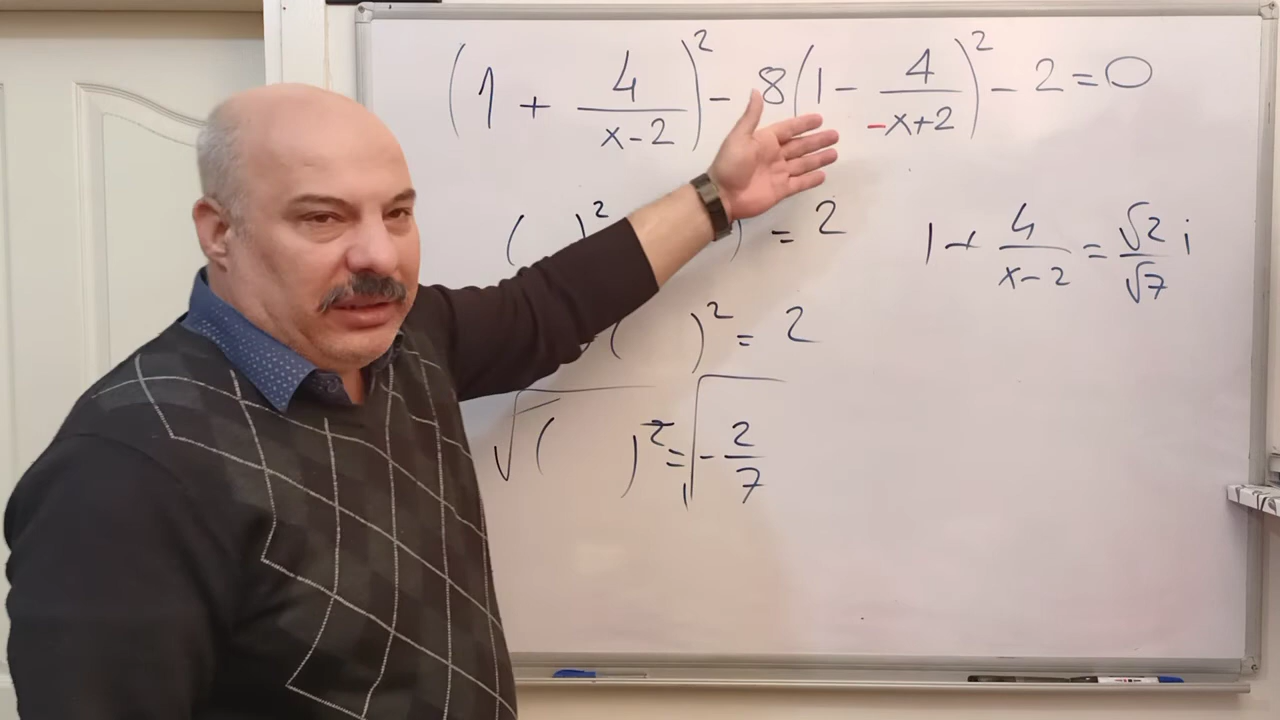 (1 + 4/(x-2))² - 8(1 - 4/(-x+2))² - 2 = 0
( )² ) = 2
( )² = 2
√( )² = √-2/7
1 + 4/(x-2) = √2/√7 i